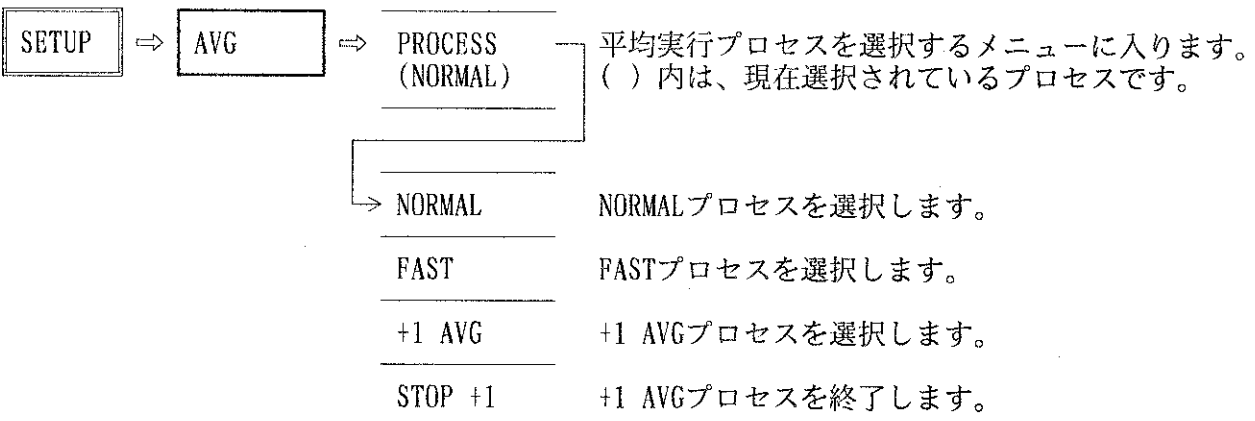 SETUP ⇨ AVG ⇨ PROCESS 平均実行プロセスを選択するメニューに入ります。
(NORMAL) ( ) 内は、現在選択されているプロセスです。
NORMAL NORMALプロセスを選択します。
FAST FASTプロセスを選択します。
+1 AVG +1 AVGプロセスを選択します。
STOP +1 +1 AVGプロセスを終了します。